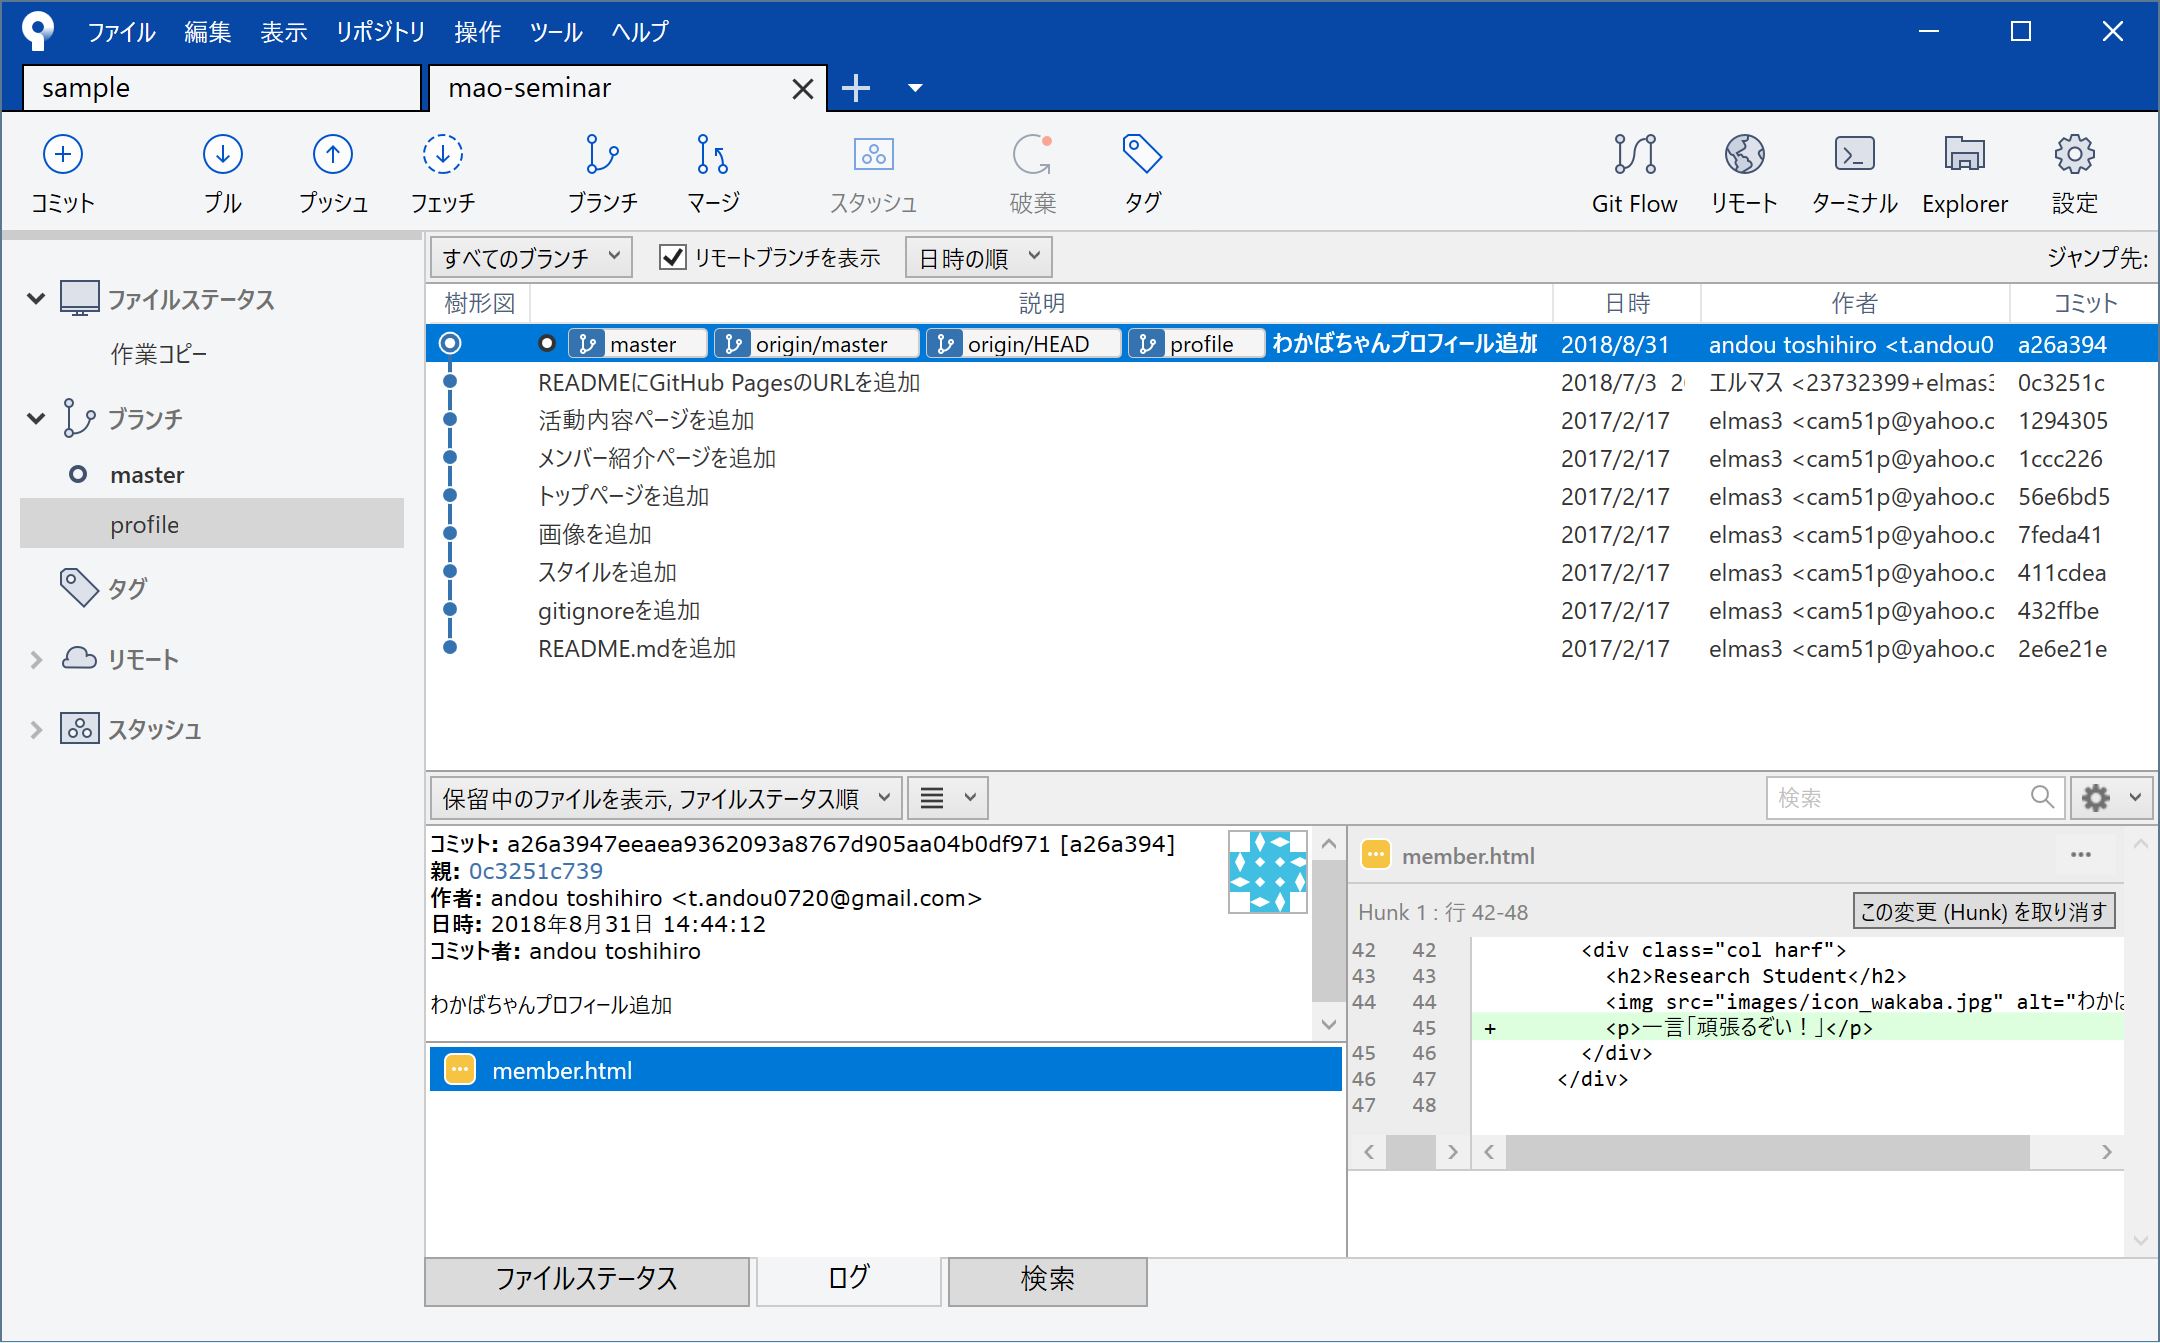 ファイル 編集 表示 リポジトリ 操作 ツール ヘルプ
sample mao-seminar
コミット プル プッシュ フェッチ ブランチ マージ スタッシュ 破棄 タグ Git Flow リモート ターミナル Explorer 設定
すべてのブランチ リモートブランチを表示 日時の順 ジャンプ先:
ファイルステータス
作業コピー
ブランチ
master
profile
タグ
リモート
スタッシュ
樹形図 説明 日時 作者 コミット
master origin/master origin/HEAD profile わかばちゃんプロフィール追加 2018/8/31 andou toshihiro <t.andou0 a26a394
READMEにGitHub PagesのURLを追加 2018/7/3 エルマス <23732399+elmas3 0c3251c
活動内容ページを追加 2017/2/17 elmas3 <cam51p@yahoo.c 1294305
メンバー紹介ページを追加 2017/2/17 elmas3 <cam51p@yahoo.c 1ccc226
トップページを追加 2017/2/17 elmas3 <cam51p@yahoo.c 56e6bd5
画像を追加 2017/2/17 elmas3 <cam51p@yahoo.c 7feda41
スタイルを追加 2017/2/17 elmas3 <cam51p@yahoo.c 411cdea
gitignoreを追加 2017/2/17 elmas3 <cam51p@yahoo.c 432ffbe
README.mdを追加 2017/2/17 elmas3 <cam51p@yahoo.c 2e6e21e
保留中のファイルを表示, ファイルステータス順 検索
コミット: a26a3947eeaea9362093a8767d905aa04b0df971 [a26a394]
親: 0c3251c739
作者: andou toshihiro <t.andou0720@gmail.com>
日時: 2018年8月31日 14:44:12
コミット者: andou toshihiro
わかばちゃんプロフィール追加
member.html
member.html
Hunk 1 : 行 42-48 この変更 (Hunk) を取り消す
42 42 <div class="col harf">
43 43 <h2>Research Student</h2>
44 44 <img src="images/icon_wakaba.jpg" alt="わかば
45 + <p>一言「頑張るぞい！」</p>
45 46 </div>
46 47 </div>
47 48
ファイルステータス ログ 検索